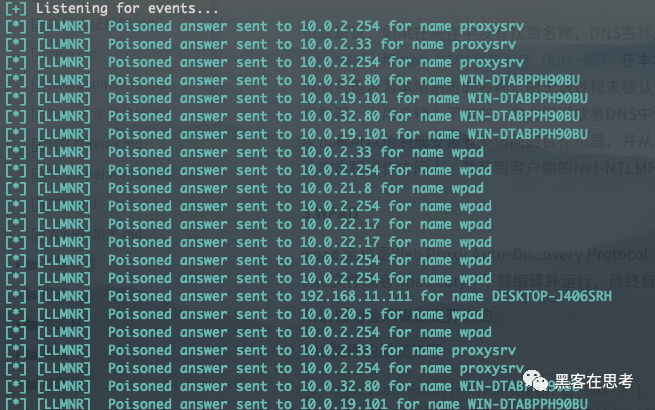 [+] Listening for events...
[*] [LLMNR]  Poisoned answer sent to 10.0.2.254 for name proxysrv
[*] [LLMNR]  Poisoned answer sent to 10.0.2.33 for name proxysrv
[*] [LLMNR]  Poisoned answer sent to 10.0.2.254 for name proxysrv
[*] [LLMNR]  Poisoned answer sent to 10.0.32.80 for name WIN-DTABPPH90BU
[*] [LLMNR]  Poisoned answer sent to 10.0.19.101 for name WIN-DTABPPH90BU
[*] [LLMNR]  Poisoned answer sent to 10.0.32.80 for name WIN-DTABPPH90BU
[*] [LLMNR]  Poisoned answer sent to 10.0.19.101 for name WIN-DTABPPH90BU
[*] [LLMNR]  Poisoned answer sent to 10.0.2.33 for name wpad
[*] [LLMNR]  Poisoned answer sent to 10.0.2.254 for name wpad
[*] [LLMNR]  Poisoned answer sent to 10.0.21.8 for name wpad
[*] [LLMNR]  Poisoned answer sent to 10.0.2.254 for name wpad
[*] [LLMNR]  Poisoned answer sent to 10.0.22.17 for name wpad
[*] [LLMNR]  Poisoned answer sent to 10.0.22.17 for name wpad
[*] [LLMNR]  Poisoned answer sent to 10.0.2.254 for name wpad
[*] [LLMNR]  Poisoned answer sent to 10.0.2.254 for name wpad
[*] [LLMNR]  Poisoned answer sent to 192.168.11.111 for name DESKTOP-J406SRH
[*] [LLMNR]  Poisoned answer sent to 10.0.20.5 for name wpad
[*] [LLMNR]  Poisoned answer sent to 10.0.2.254 for name wpad
[*] [LLMNR]  Poisoned answer sent to 10.0.2.33 for name proxysrv
[*] [LLMNR]  Poisoned answer sent to 10.0.2.254 for name proxysrv
[*] [LLMNR]  Poisoned answer sent to 10.0.32.80 for name WIN-DTABPPH90BU
[*] [LLMNR]  Poisoned answer sent to 10.0.19.101 for name WIN-DTABPPH90BU
黑客在思考